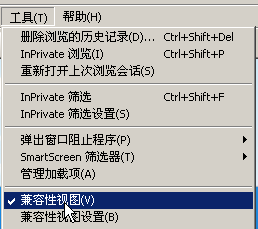 工具(T) 帮助(H)
删除浏览的历史记录(D)... Ctrl+Shift+Del
InPrivate 浏览(I) Ctrl+Shift+P
重新打开上次浏览会话(S)
InPrivate 筛选 Ctrl+Shift+F
InPrivate 筛选设置(S)
弹出窗口阻止程序(P)
SmartScreen 筛选器(T)
管理加载项(A)
兼容性视图(V)
兼容性视图设置(B)